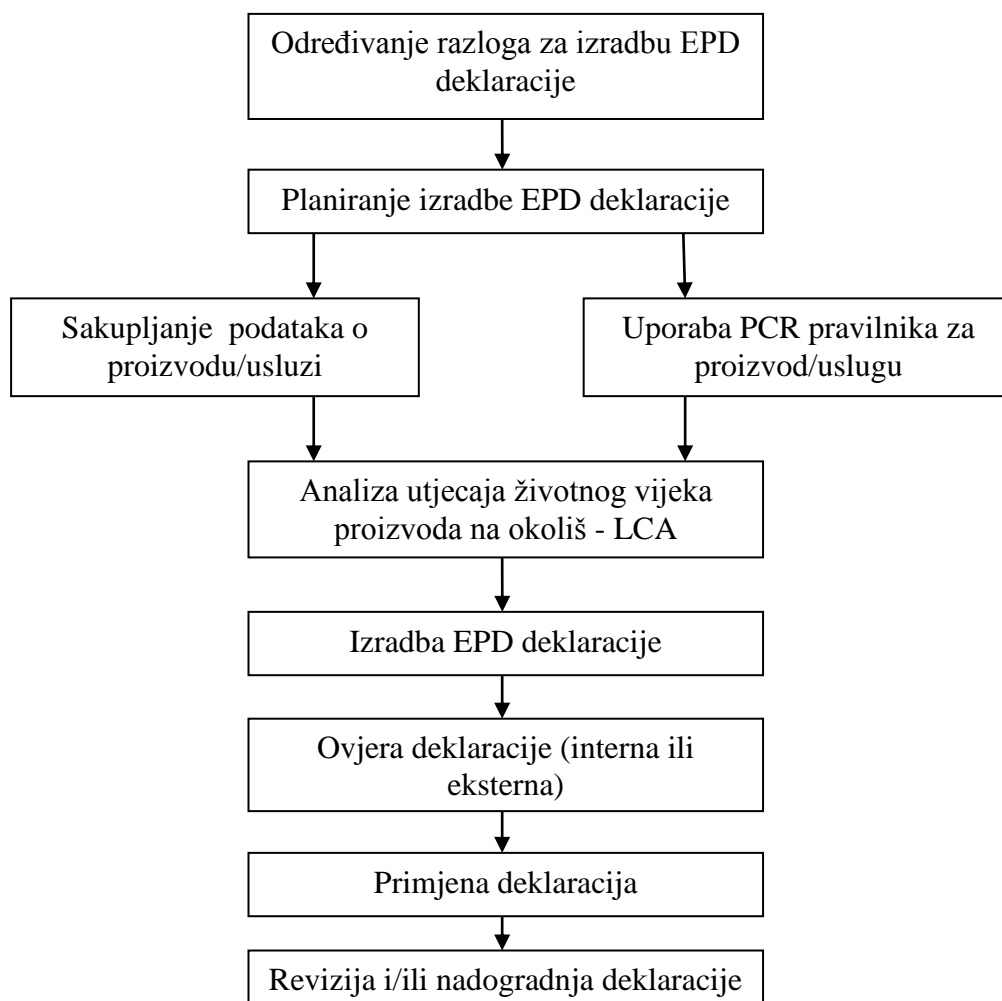 Određivanje razloga za izradbu EPD
deklaracije
Planiranje izradbe EPD deklaracije
Sakupljanje podataka o
proizvodu/usluzi
Uporaba PCR pravilnika za
proizvod/uslugu
Analiza utjecaja životnog vijeka
proizvoda na okoliš - LCA
Izradba EPD deklaracije
Ovjera deklaracije (interna ili
eksterna)
Primjena deklaracija
Revizija i/ili nadogradnja deklaracije